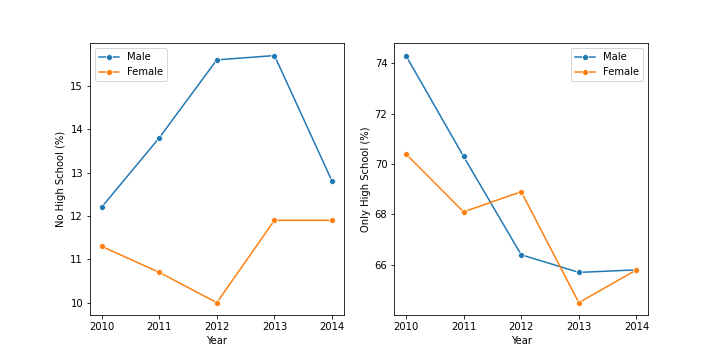 Male
Female
15
14
13
12
11
10
No High School (%)
2010 2011 2012 2013 2014
Year
Male
Female
74
72
70
68
66
Only High School (%)
2010 2011 2012 2013 2014
Year